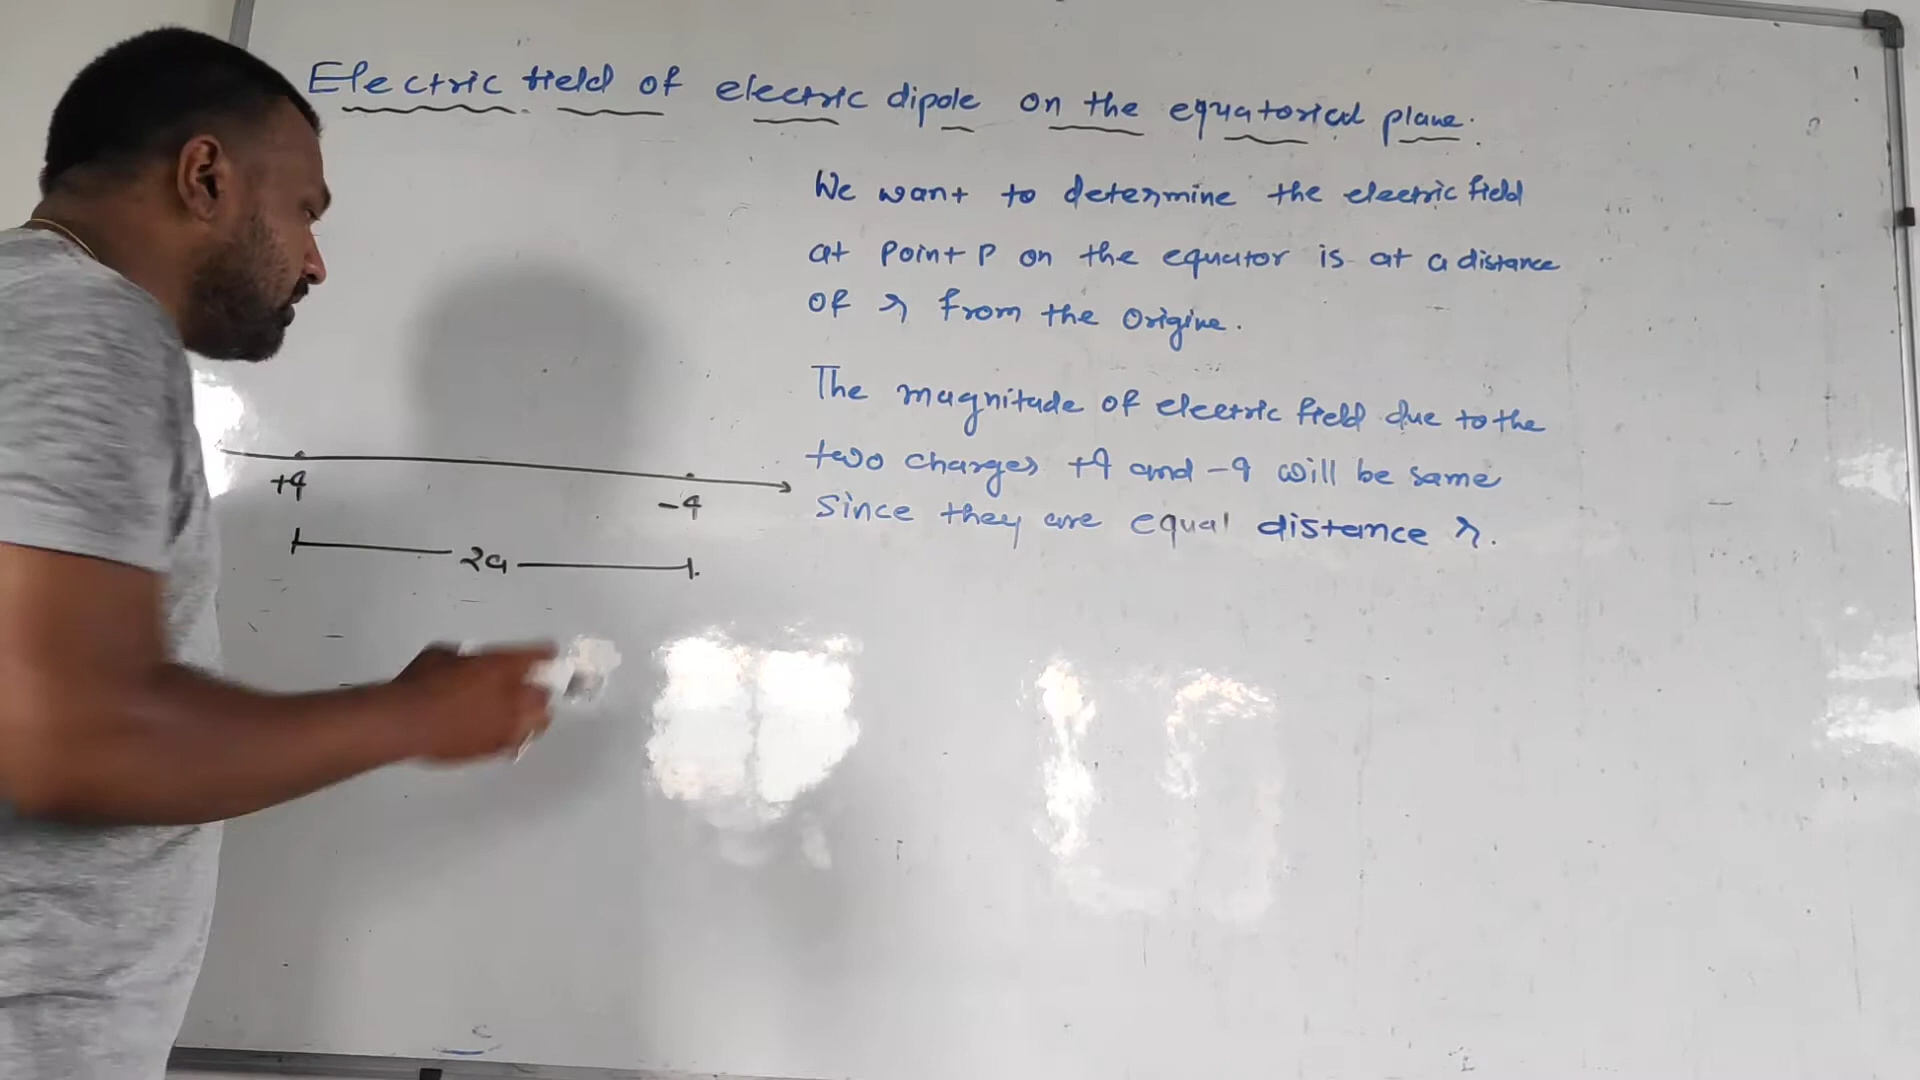 Electric field of electric dipole on the equatorial plane.
We want to determine the electric field
at point P on the equator is at a distance
of r from the Origine.
The magnitude of electric field due to the
two charges +q and -q will be same
since they are equal distance r.
+q
-q
2a